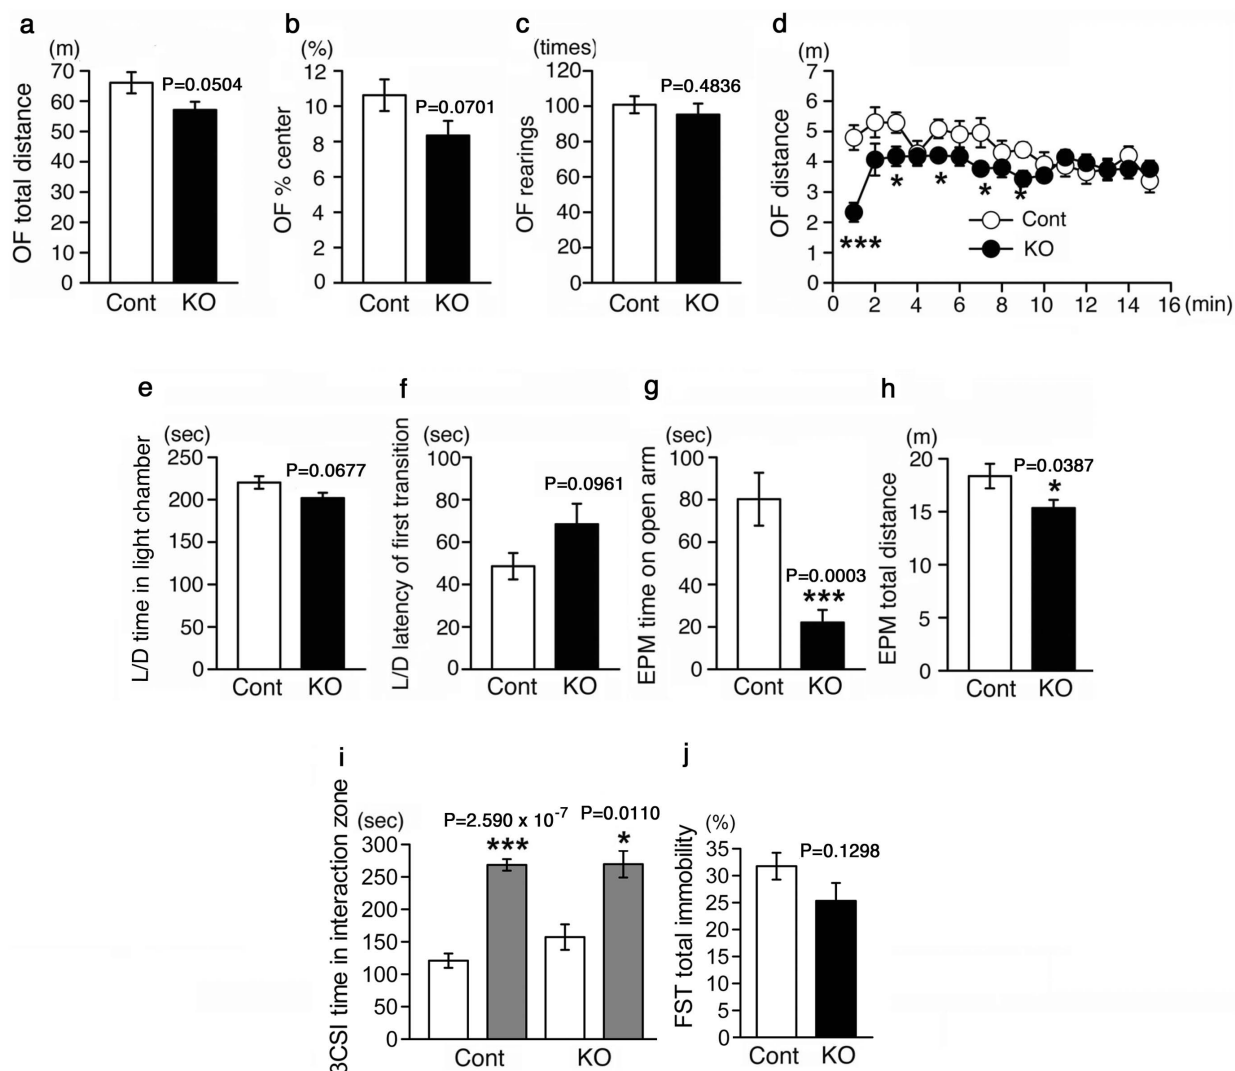 a
(m)
OF total distance
70
60
50
40
30
20
10
0
P=0.0504
Cont KO
b
(%)
OF % center
12
10
8
6
4
2
0
P=0.0701
Cont KO
c
(times)
OF rearings
120
100
80
60
40
20
0
P=0.4836
Cont KO
d
(m)
OF distance
7
6
5
4
3
2
1
0
***
*
*
*
*
Cont
KO
0 2 4 6 8 10 12 14 16 (min)
e
(sec)
L/D time in light chamber
250
200
150
100
50
0
P=0.0677
Cont KO
f
(sec)
L/D latency of first transition
100
80
60
40
20
0
P=0.0961
Cont KO
g
(sec)
EPM time on open arm
100
80
60
40
20
0
P=0.0003
***
Cont KO
h
(m)
EPM total distance
20
15
10
5
0
P=0.0387
*
Cont KO
i
(sec)
3CSI time in interaction zone
300
250
200
150
100
50
0
P=2.590 x 10-7
***
P=0.0110
*
Cont KO
j
(%)
FST total immobility
35
30
25
20
15
10
5
0
P=0.1298
Cont KO